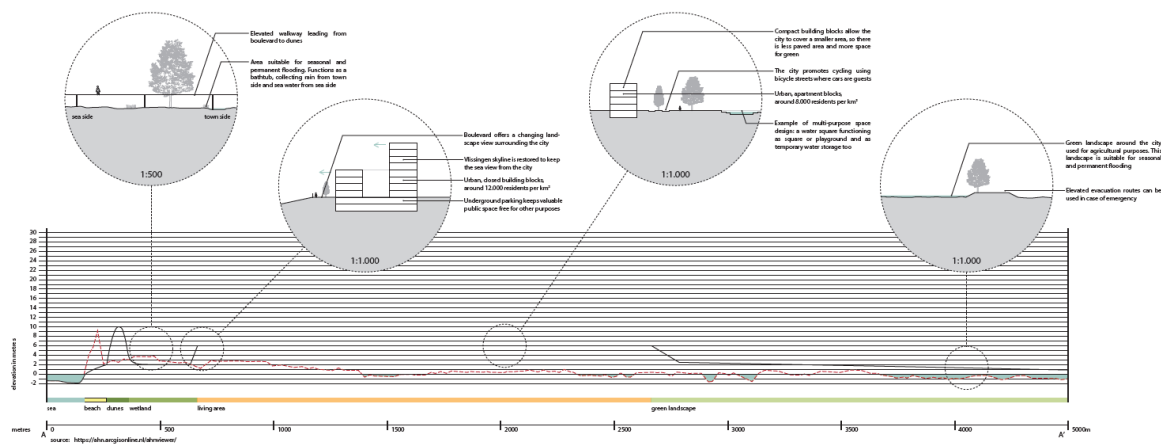 Elevated walkway leading from
boulevard to dunes
Area suitable for seasonal and
permanent flooding. Functions as a
bathtub, collecting rain from town
side and sea water from sea side
sea side
town side
1:500
Boulevard offers a changing land-
scape view surrounding the city
Vlissingen skyline is restored to keep
the sea view from the city
Urban, closed building blocks,
around 12.000 residents per km²
Underground parking keeps valuable
public space free for other purposes
1:1.000
Compact building blocks allow the
city to cover a smaller area, so there
is less paved area and more space
for green
The city promotes cycling using
bicycle streets where cars are guests
Urban, apartment blocks,
around 8.000 residents per km²
Example of multi-purpose space
design: a water square functioning
as square or playground and as
temporary water storage too
1:1.000
Green landscape around the city
used for agricultural purposes. This
landscape is suitable for seasonal
and permanent flooding
Elevated evacuation routes can be
used in case of emergency
1:1.000
elevation in metres
30
28
26
24
22
20
18
16
14
12
10
8
6
4
2
0
-2
sea
beach
dunes
wetland
living area
green landscape
metres
0
500
1000
1500
2000
2500
3000
3500
4000
4500
5000m
A
A'
source: https://ahn.arcgisonline.nl/ahnviewer/